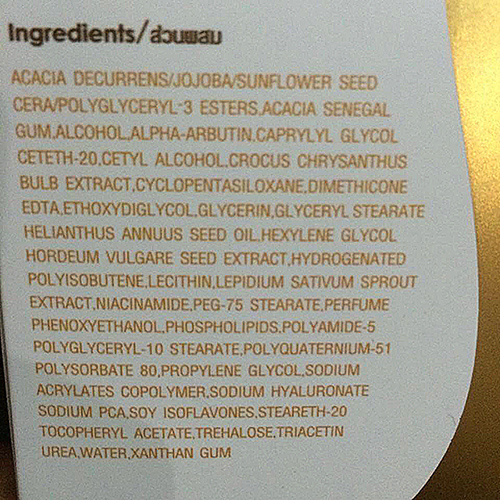 Ingredients/ส่วนผสม
ACACIA DECURRENS/JOJOBA/SUNFLOWER SEED
CERA/POLYGLYCERYL-3 ESTERS,ACACIA SENEGAL
GUM,ALCOHOL,ALPHA-ARBUTIN,CAPRYLYL GLYCOL
CETETH-20,CETYL ALCOHOL,CROCUS CHRYSANTHUS
BULB EXTRACT,CYCLOPENTASILOXANE,DIMETHICONE
EDTA,ETHOXYDIGLYCOL,GLYCERIN,GLYCERYL STEARATE
HELIANTHUS ANNUUS SEED OIL,HEXYLENE GLYCOL
HORDEUM VULGARE SEED EXTRACT,HYDROGENATED
POLYISOBUTENE,LECITHIN,LEPIDIUM SATIVUM SPROUT
EXTRACT,NIACINAMIDE,PEG-75 STEARATE,PERFUME
PHENOXYETHANOL,PHOSPHOLIPIDS,POLYAMIDE-5
POLYGLYCERYL-10 STEARATE,POLYQUATERNIUM-51
POLYSORBATE 80,PROPYLENE GLYCOL,SODIUM
ACRYLATES COPOLYMER,SODIUM HYALURONATE
SODIUM PCA,SOY ISOFLAVONES,STEARETH-20
TOCOPHERYL ACETATE,TREHALOSE,TRIACETIN
UREA,WATER,XANTHAN GUM